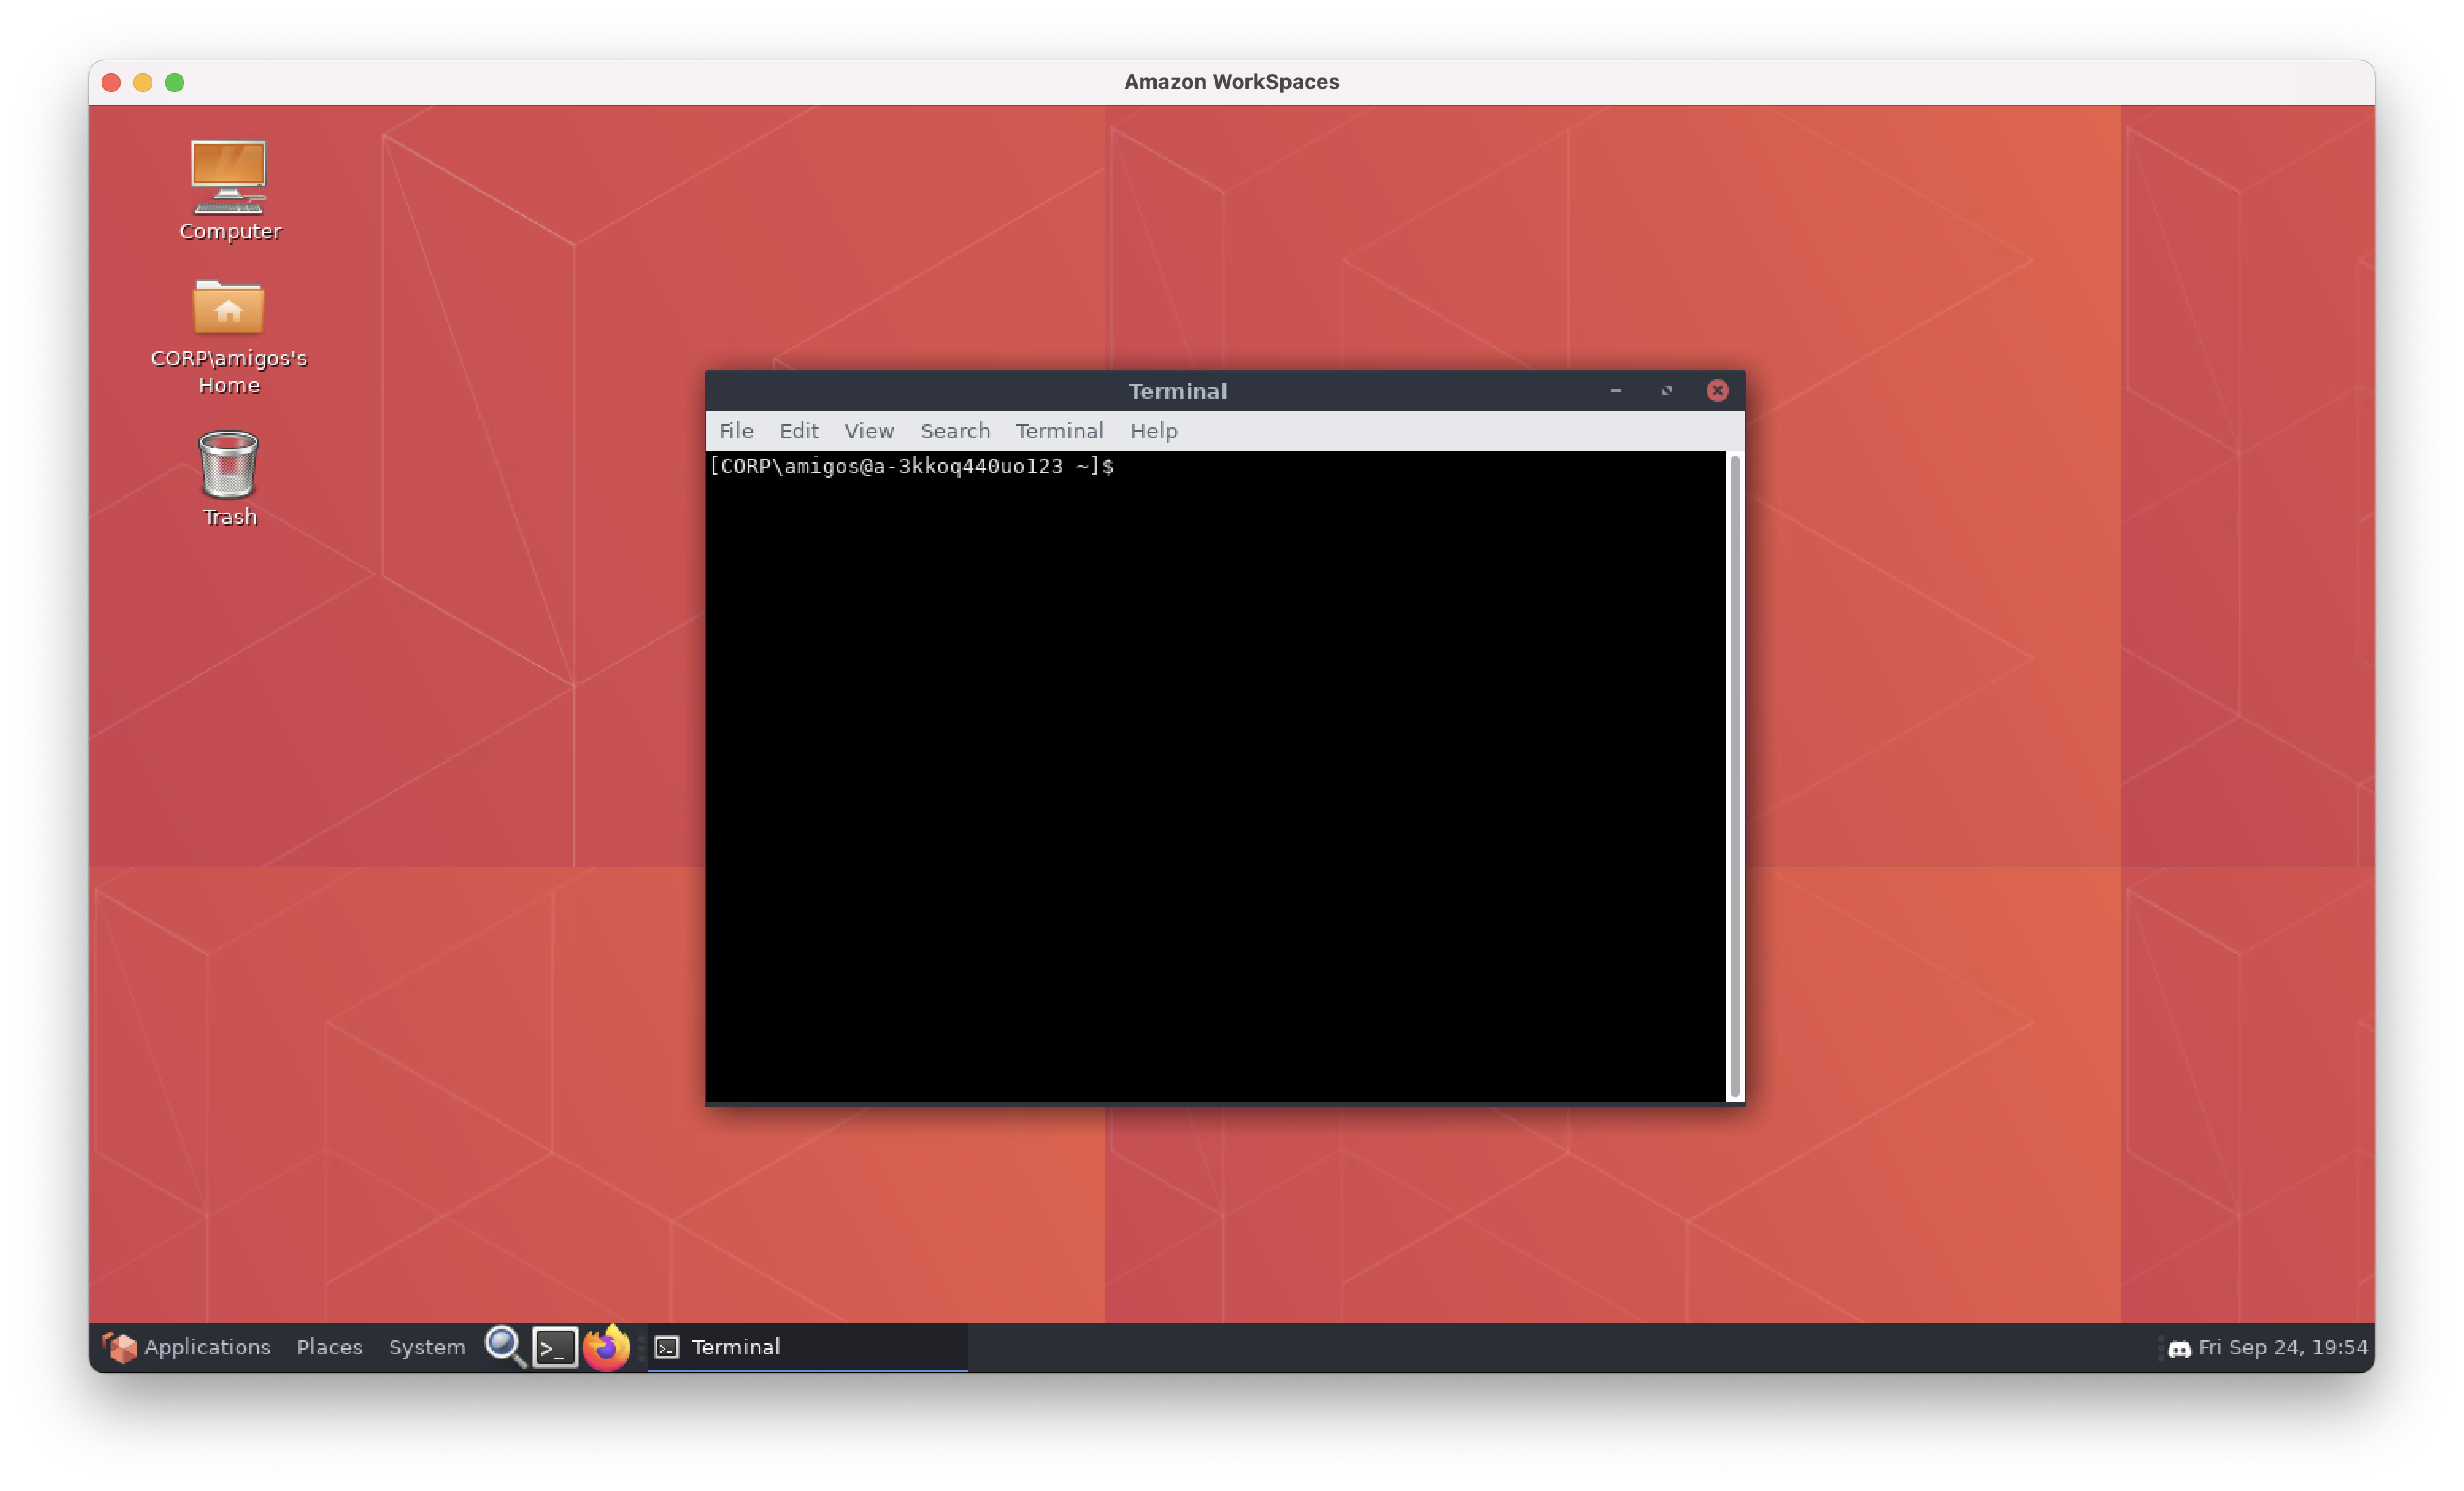 Amazon WorkSpaces
Computer
CORP\amigos's
Home
Trash
Terminal
File Edit View Search Terminal Help
[CORP\amigos@a-3kkoq440uo123 ~]$
Applications Places System Terminal Fri Sep 24, 19:54